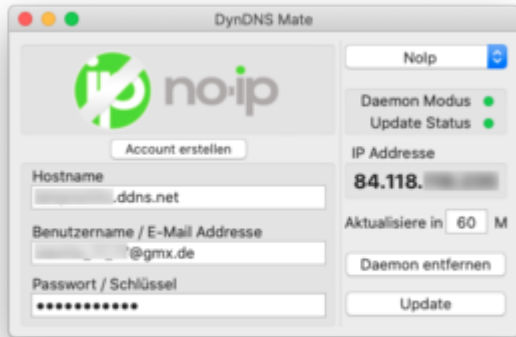 DynDNS Mate
no-ip
Account erstellen
Hostname
.ddns.net
Benutzername / E-Mail Addresse
@gmx.de
Passwort / Schlüssel
●●●●●●●●●●●
NoIp
Daemon Modus
Update Status
IP Addresse
84.118.
Aktualisiere in 60 M
Daemon entfernen
Update